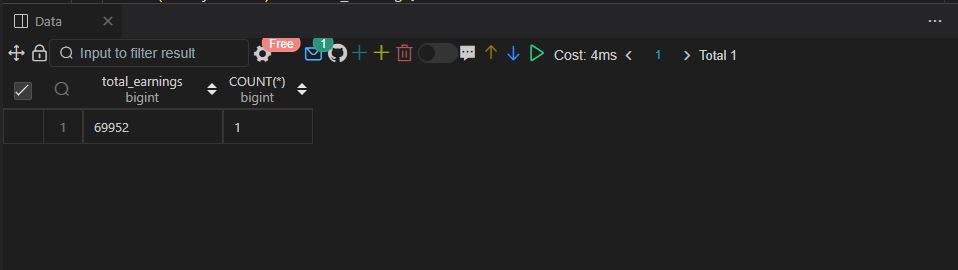 Data
Input to filter result
Free
1
Cost: 4ms
1
Total 1
total_earnings
bigint
COUNT(*)
bigint
1
69952
1